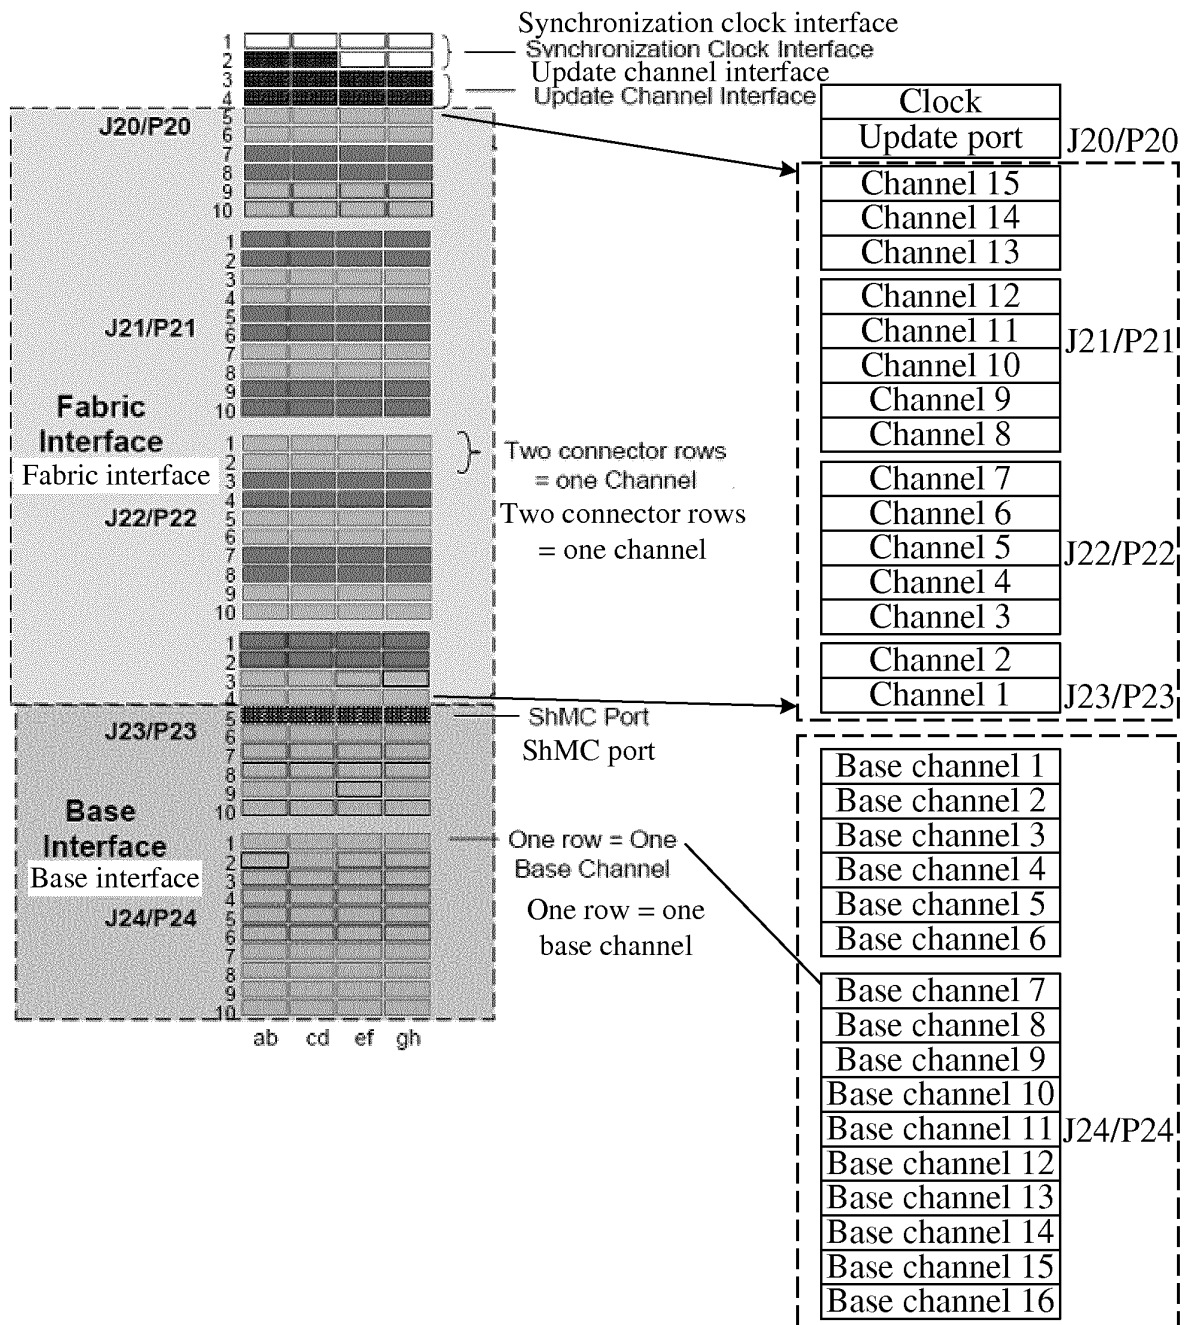 Synchronization clock interface
Synchronization Clock Interface
Update channel interface
Update Channel Interface
1
2
3
4
J20/P20
5
6
7
8
9
10
J21/P21
1
2
3
4
5
6
7
8
9
10
Fabric
Interface
Fabric interface
J22/P22
1
2
3
4
5
6
7
8
9
10
Two connector rows
= one Channel
Two connector rows
= one channel
1
2
3
4
J23/P23
5
6
7
8
9
10
ShMC Port
ShMC port
Base
Interface
Base interface
J24/P24
1
2
3
4
5
6
7
8
9
10
One row = One
Base Channel
One row = one
base channel
ab cd ef gh
Clock
Update port
J20/P20
Channel 15
Channel 14
Channel 13
Channel 12
Channel 11
Channel 10
Channel 9
Channel 8
J21/P21
Channel 7
Channel 6
Channel 5
Channel 4
Channel 3
J22/P22
Channel 2
Channel 1
J23/P23
Base channel 1
Base channel 2
Base channel 3
Base channel 4
Base channel 5
Base channel 6
Base channel 7
Base channel 8
Base channel 9
Base channel 10
Base channel 11
Base channel 12
Base channel 13
Base channel 14
Base channel 15
Base channel 16
J24/P24